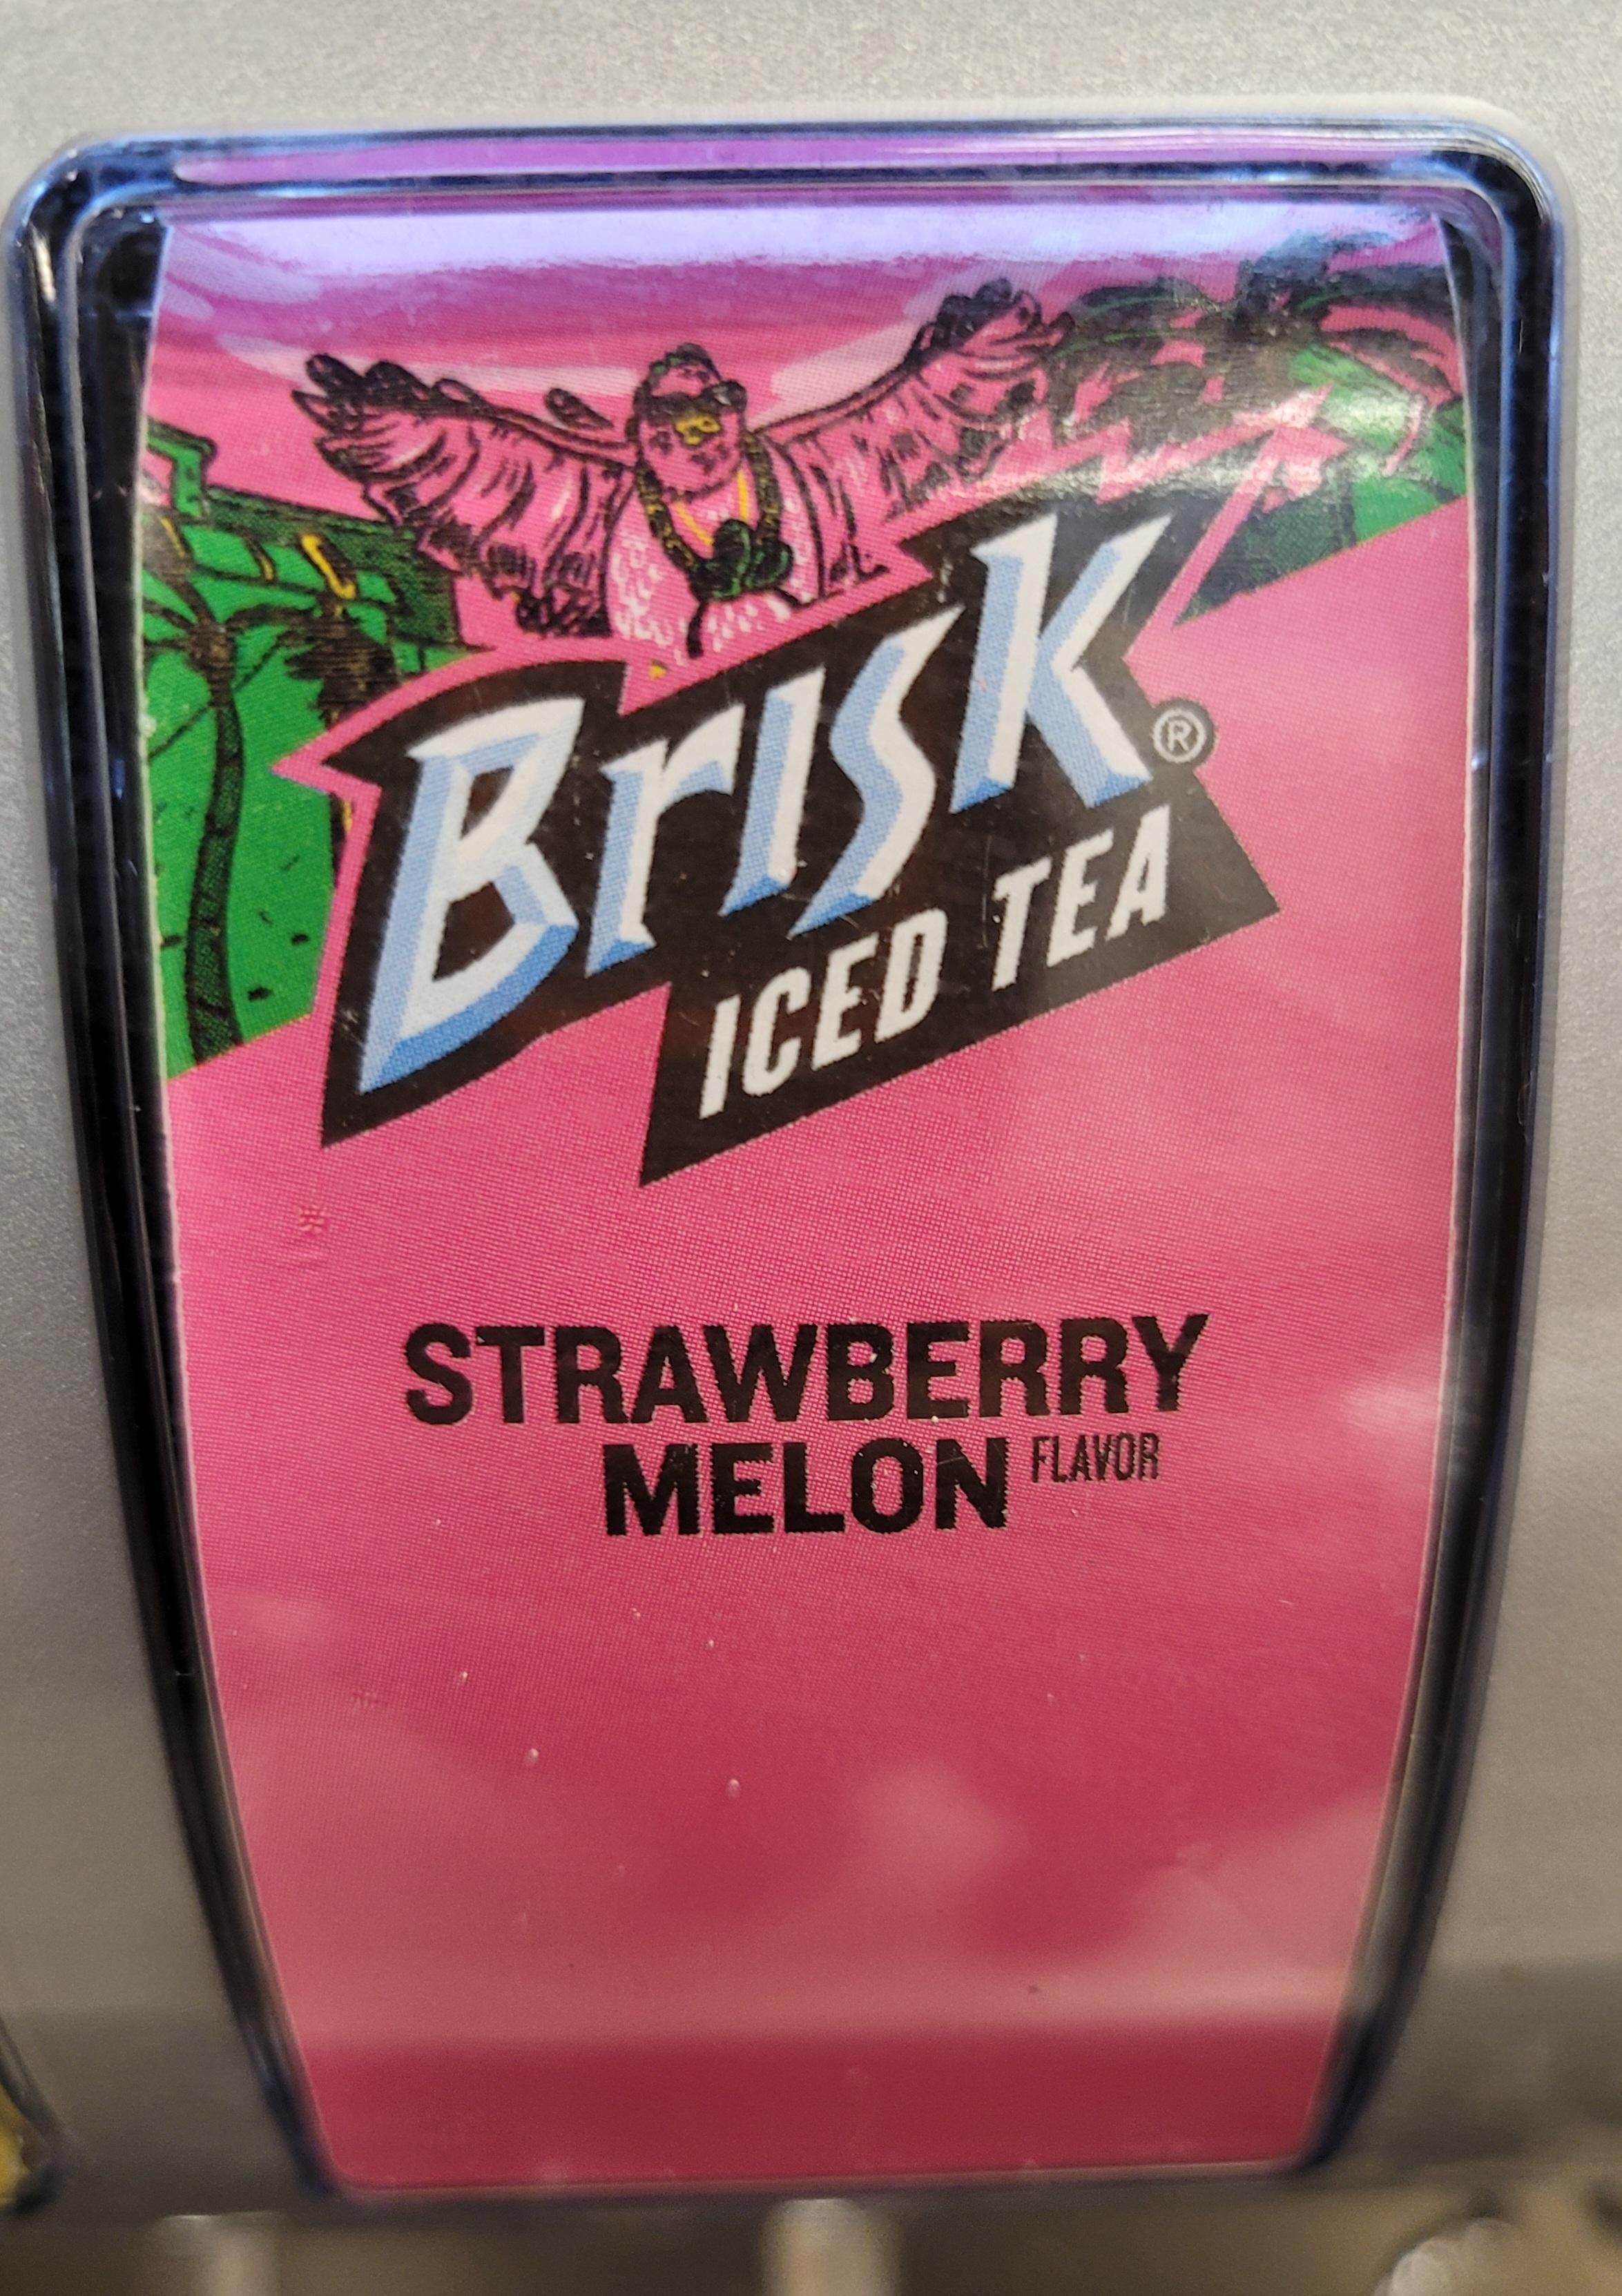 Brisk®
ICED TEA
STRAWBERRY
MELON FLAVOR